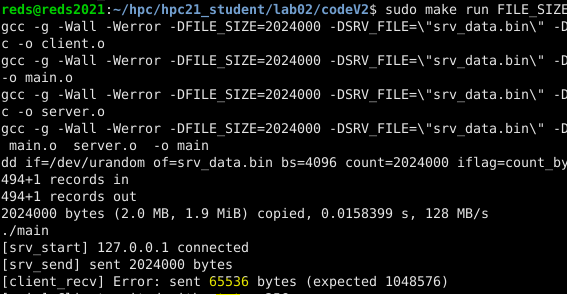 reds@reds2021:~/hpc/hpc21_student/lab02/codeV2$ sudo make run FILE_SIZE
gcc -g -Wall -Werror -DFILE_SIZE=2024000 -DSRV_FILE=\"srv_data.bin\" -D
c -o client.o
gcc -g -Wall -Werror -DFILE_SIZE=2024000 -DSRV_FILE=\"srv_data.bin\" -D
-o main.o
gcc -g -Wall -Werror -DFILE_SIZE=2024000 -DSRV_FILE=\"srv_data.bin\" -D
c -o server.o
gcc -g -Wall -Werror -DFILE_SIZE=2024000 -DSRV_FILE=\"srv_data.bin\" -D
main.o  server.o  -o main
dd if=/dev/urandom of=srv_data.bin bs=4096 count=2024000 iflag=count_by
494+1 records in
494+1 records out
2024000 bytes (2.0 MB, 1.9 MiB) copied, 0.0158399 s, 128 MB/s
./main
[srv_start] 127.0.0.1 connected
[srv_send] sent 2024000 bytes
[client_recv] Error: sent 65536 bytes (expected 1048576)